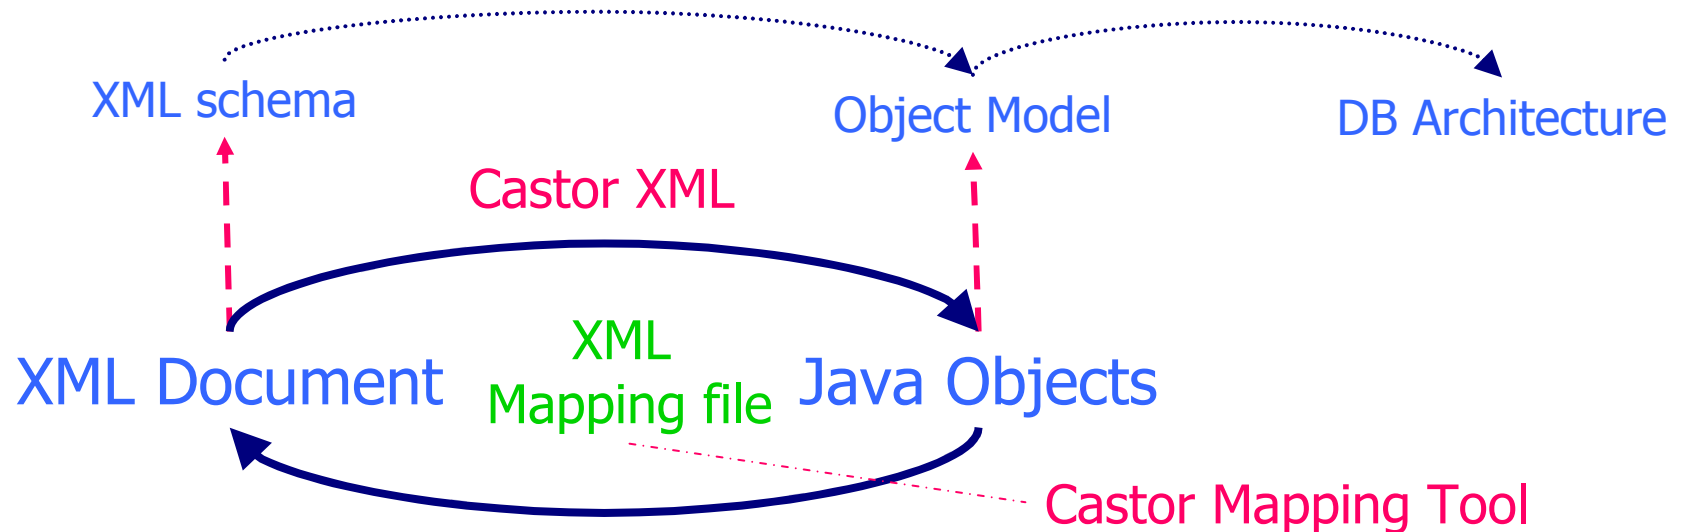 XML schema
Object Model
DB Architecture
Castor XML
XML
Mapping file
XML Document
Java Objects
Castor Mapping Tool